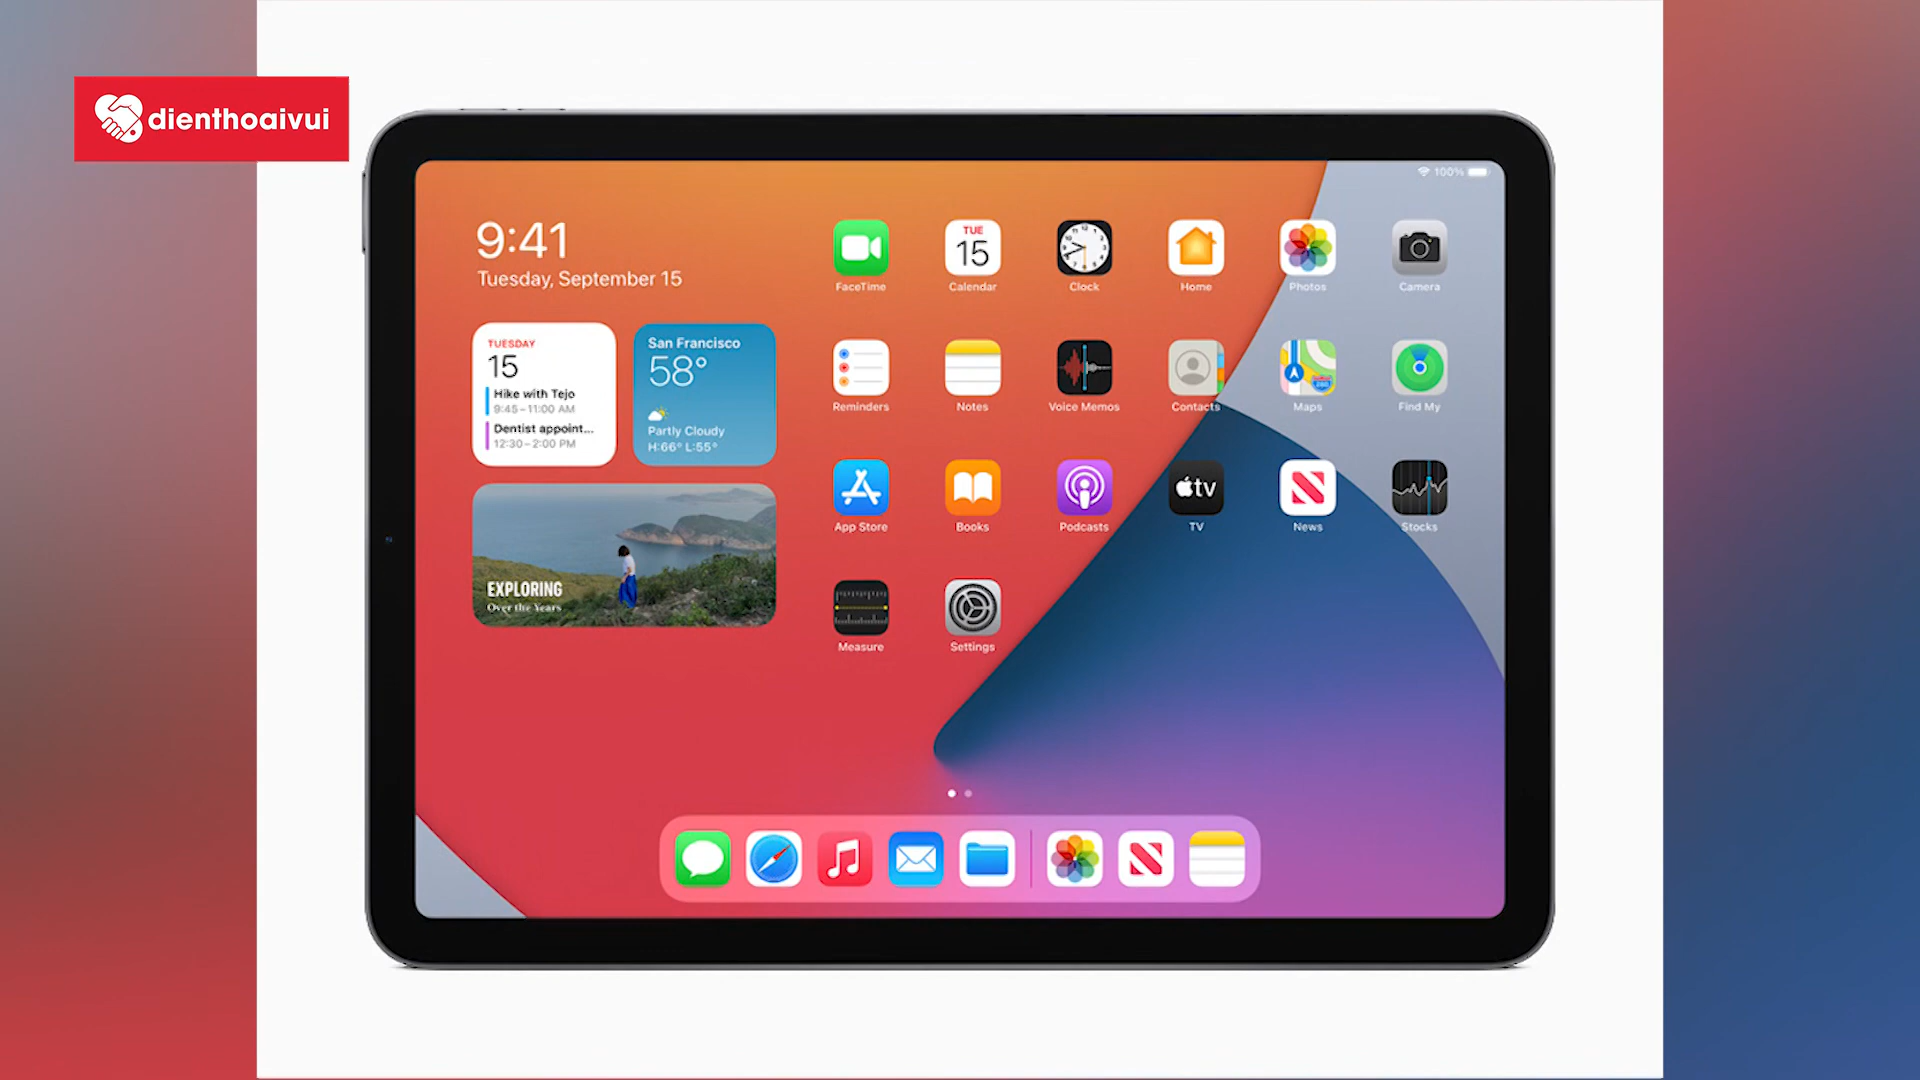 dienthoaivui
100%
9:41
Tuesday, September 15
TUESDAY
15
Hike with Tejo
9:45–11:00 AM
Dentist appoint...
12:30–2:00 PM
San Francisco
58°
Partly Cloudy
H:66° L:55°
EXPLORING
Over the Years
FaceTime
TUE
15
Calendar
Clock
Home
Photos
Camera
Reminders
Notes
Voice Memos
Contacts
280
Maps
Find My
App Store
Books
Podcasts
tv
TV
News
Stocks
Measure
Settings